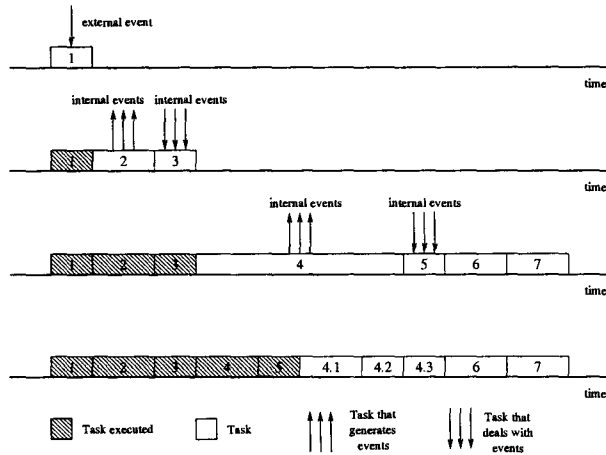 external event
1
time
internal events internal events
1 2 3
time
internal events internal events
1 2 3 4 5 6 7
time
1 2 3 4 5 4.1 4.2 4.3 6 7
time
Task executed
Task
Task that
generates
events
Task that
deals with
events